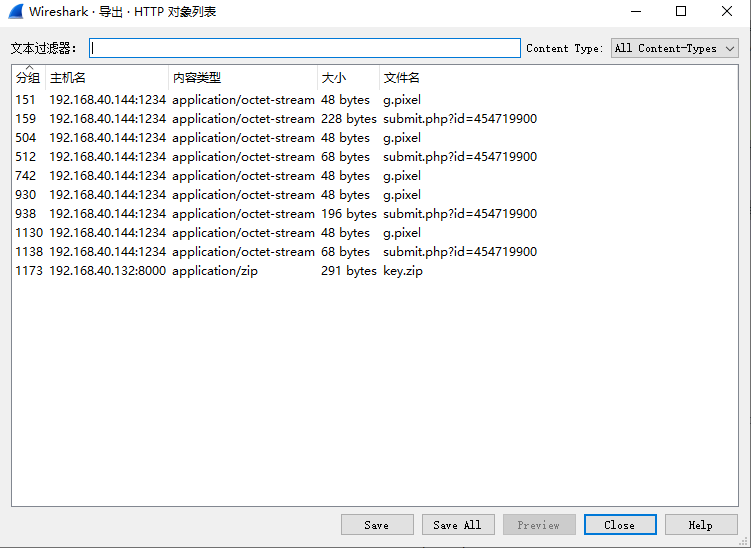 Wireshark · 导出 · HTTP 对象列表
文本过滤器: Content Type: All Content-Types
分组 主机名 内容类型 大小 文件名
151 192.168.40.144:1234 application/octet-stream 48 bytes g.pixel
159 192.168.40.144:1234 application/octet-stream 228 bytes submit.php?id=454719900
504 192.168.40.144:1234 application/octet-stream 48 bytes g.pixel
512 192.168.40.144:1234 application/octet-stream 68 bytes submit.php?id=454719900
742 192.168.40.144:1234 application/octet-stream 48 bytes g.pixel
930 192.168.40.144:1234 application/octet-stream 48 bytes g.pixel
938 192.168.40.144:1234 application/octet-stream 196 bytes submit.php?id=454719900
1130 192.168.40.144:1234 application/octet-stream 48 bytes g.pixel
1138 192.168.40.144:1234 application/octet-stream 68 bytes submit.php?id=454719900
1173 192.168.40.132:8000 application/zip 291 bytes key.zip
Save Save All Preview Close Help